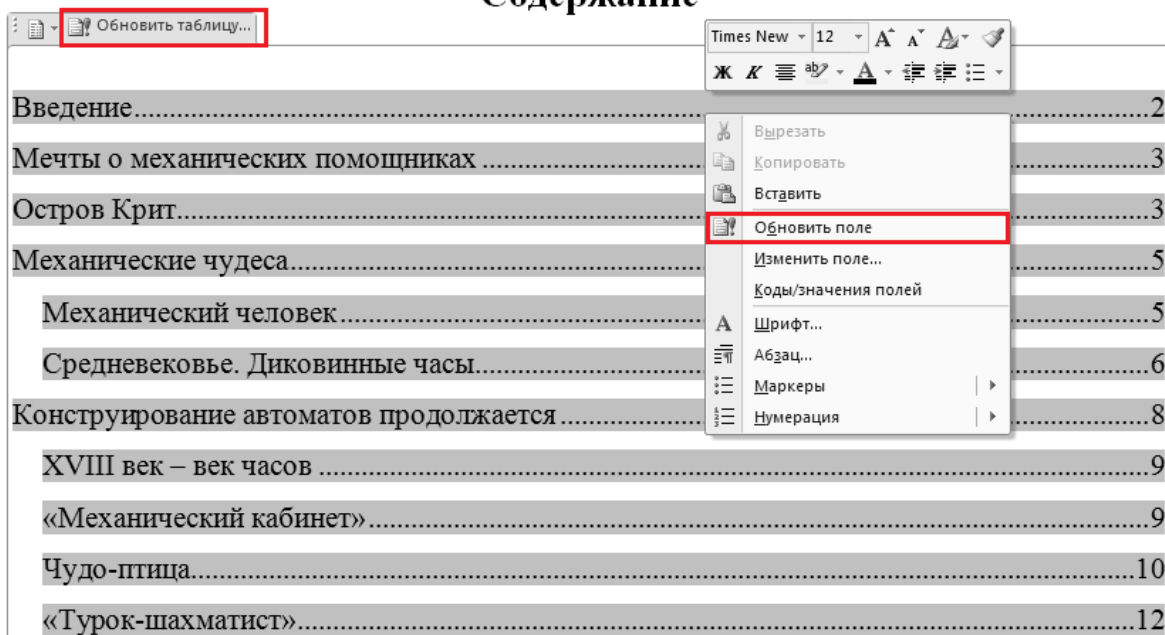 Содержание
Обновить таблицу...
Times New 12 А А А
Ж К ab А
Введение 2
Мечты о механических помощниках 3
Остров Крит 3
Механические чудеса 5
Механический человек 5
Средневековье. Диковинные часы 6
Конструирование автоматов продолжается 8
XVIII век – век часов 9
«Механический кабинет» 9
Чудо-птица 10
«Турок-шахматист» 12
Вырезать
Копировать
Вставить
Обновить поле
Изменить поле...
Коды/значения полей
Шрифт...
Абзац...
Маркеры
Нумерация